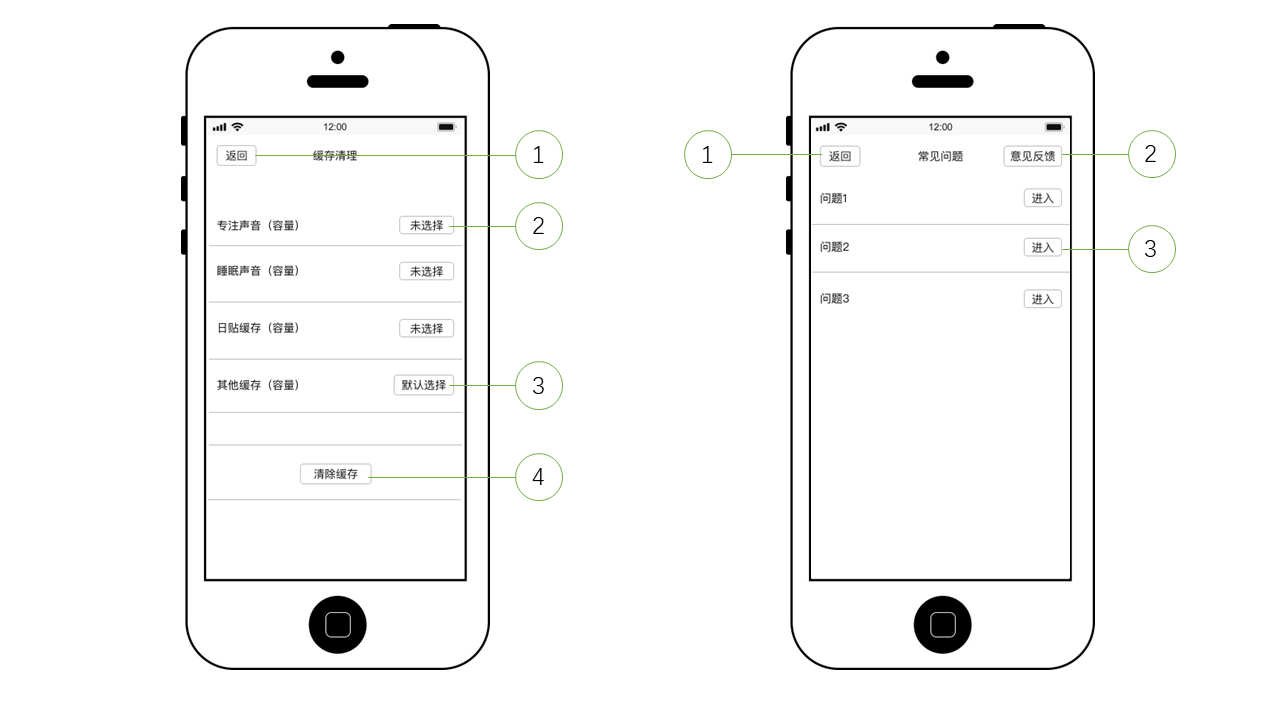 12:00
返回
缓存清理
1
专注声音（容量）
未选择
2
睡眠声音（容量）
未选择
日贴缓存（容量）
未选择
其他缓存（容量）
默认选择
3
清除缓存
4
12:00
1
返回
常见问题
意见反馈
2
问题1
进入
问题2
进入
3
问题3
进入